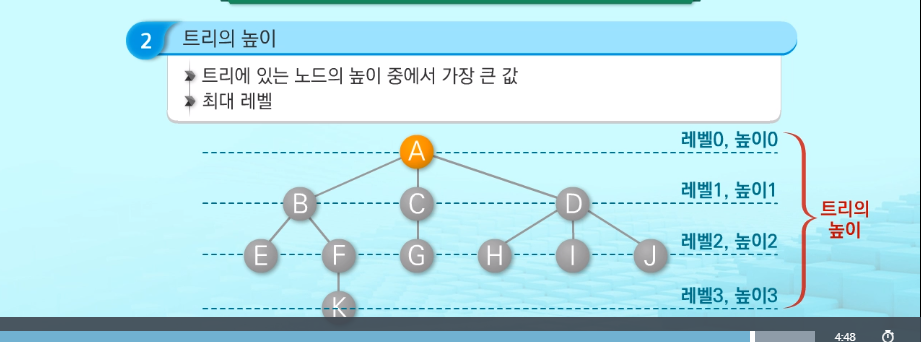 2 트리의 높이
트리에 있는 노드의 높이 중에서 가장 큰 값
최대 레벨
A 레벨0, 높이0
B C D 레벨1, 높이1
트리의
높이
E F G H I J 레벨2, 높이2
K 레벨3, 높이3
4:48